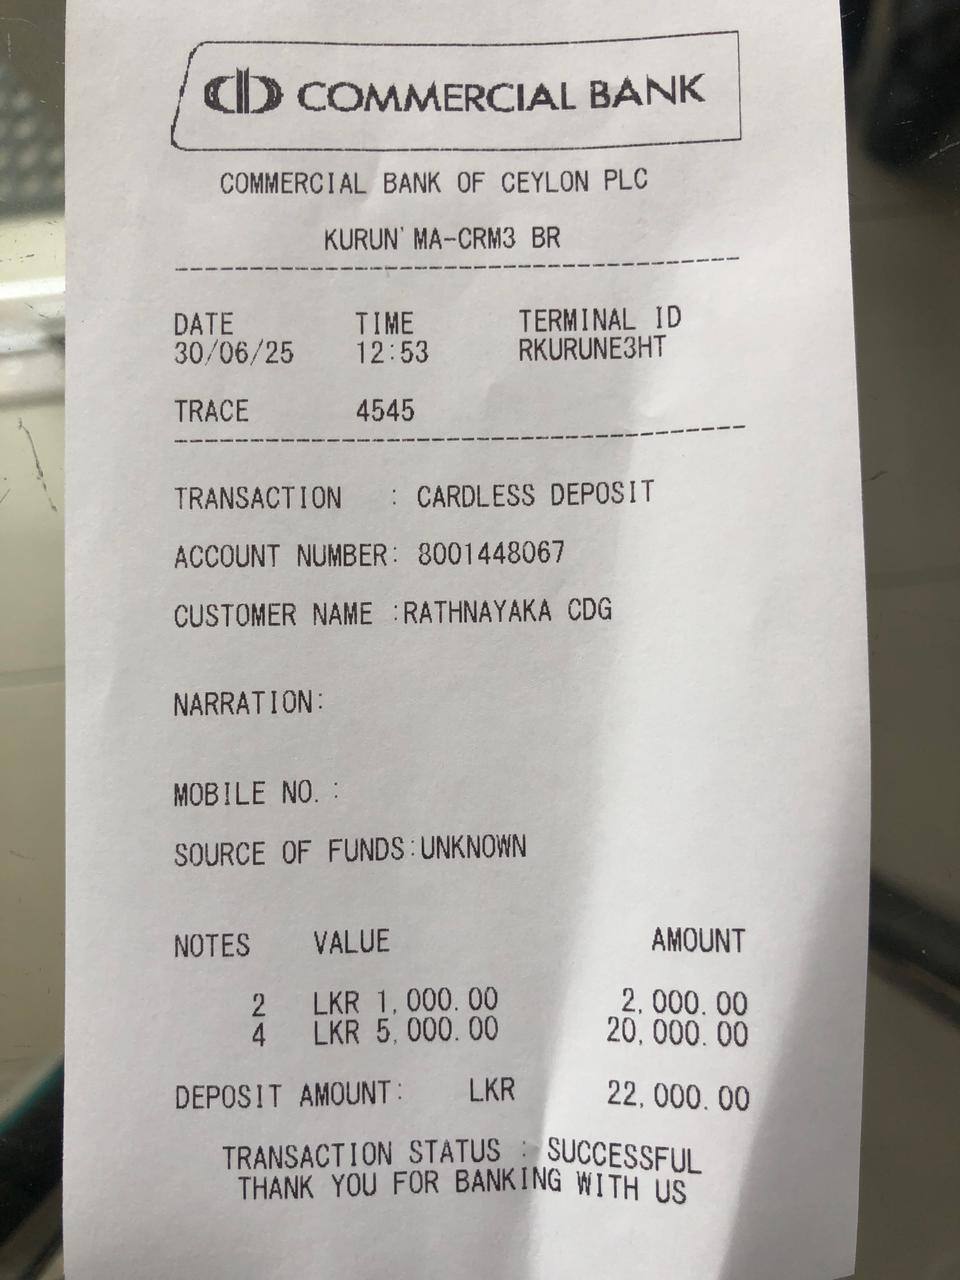 COMMERCIAL BANK
COMMERCIAL BANK OF CEYLON PLC
KURUN'MA-CRM3 BR
DATE TIME TERMINAL ID
30/06/25 12:53 RKURUNE3HT
TRACE 4545
TRANSACTION : CARDLESS DEPOSIT
ACCOUNT NUMBER: 8001448067
CUSTOMER NAME :RATHNAYAKA CDG
NARRATION:
MOBILE NO. :
SOURCE OF FUNDS:UNKNOWN
NOTES VALUE AMOUNT
2 LKR 1,000.00 2,000.00
4 LKR 5,000.00 20,000.00
DEPOSIT AMOUNT: LKR 22,000.00
TRANSACTION STATUS : SUCCESSFUL
THANK YOU FOR BANKING WITH US